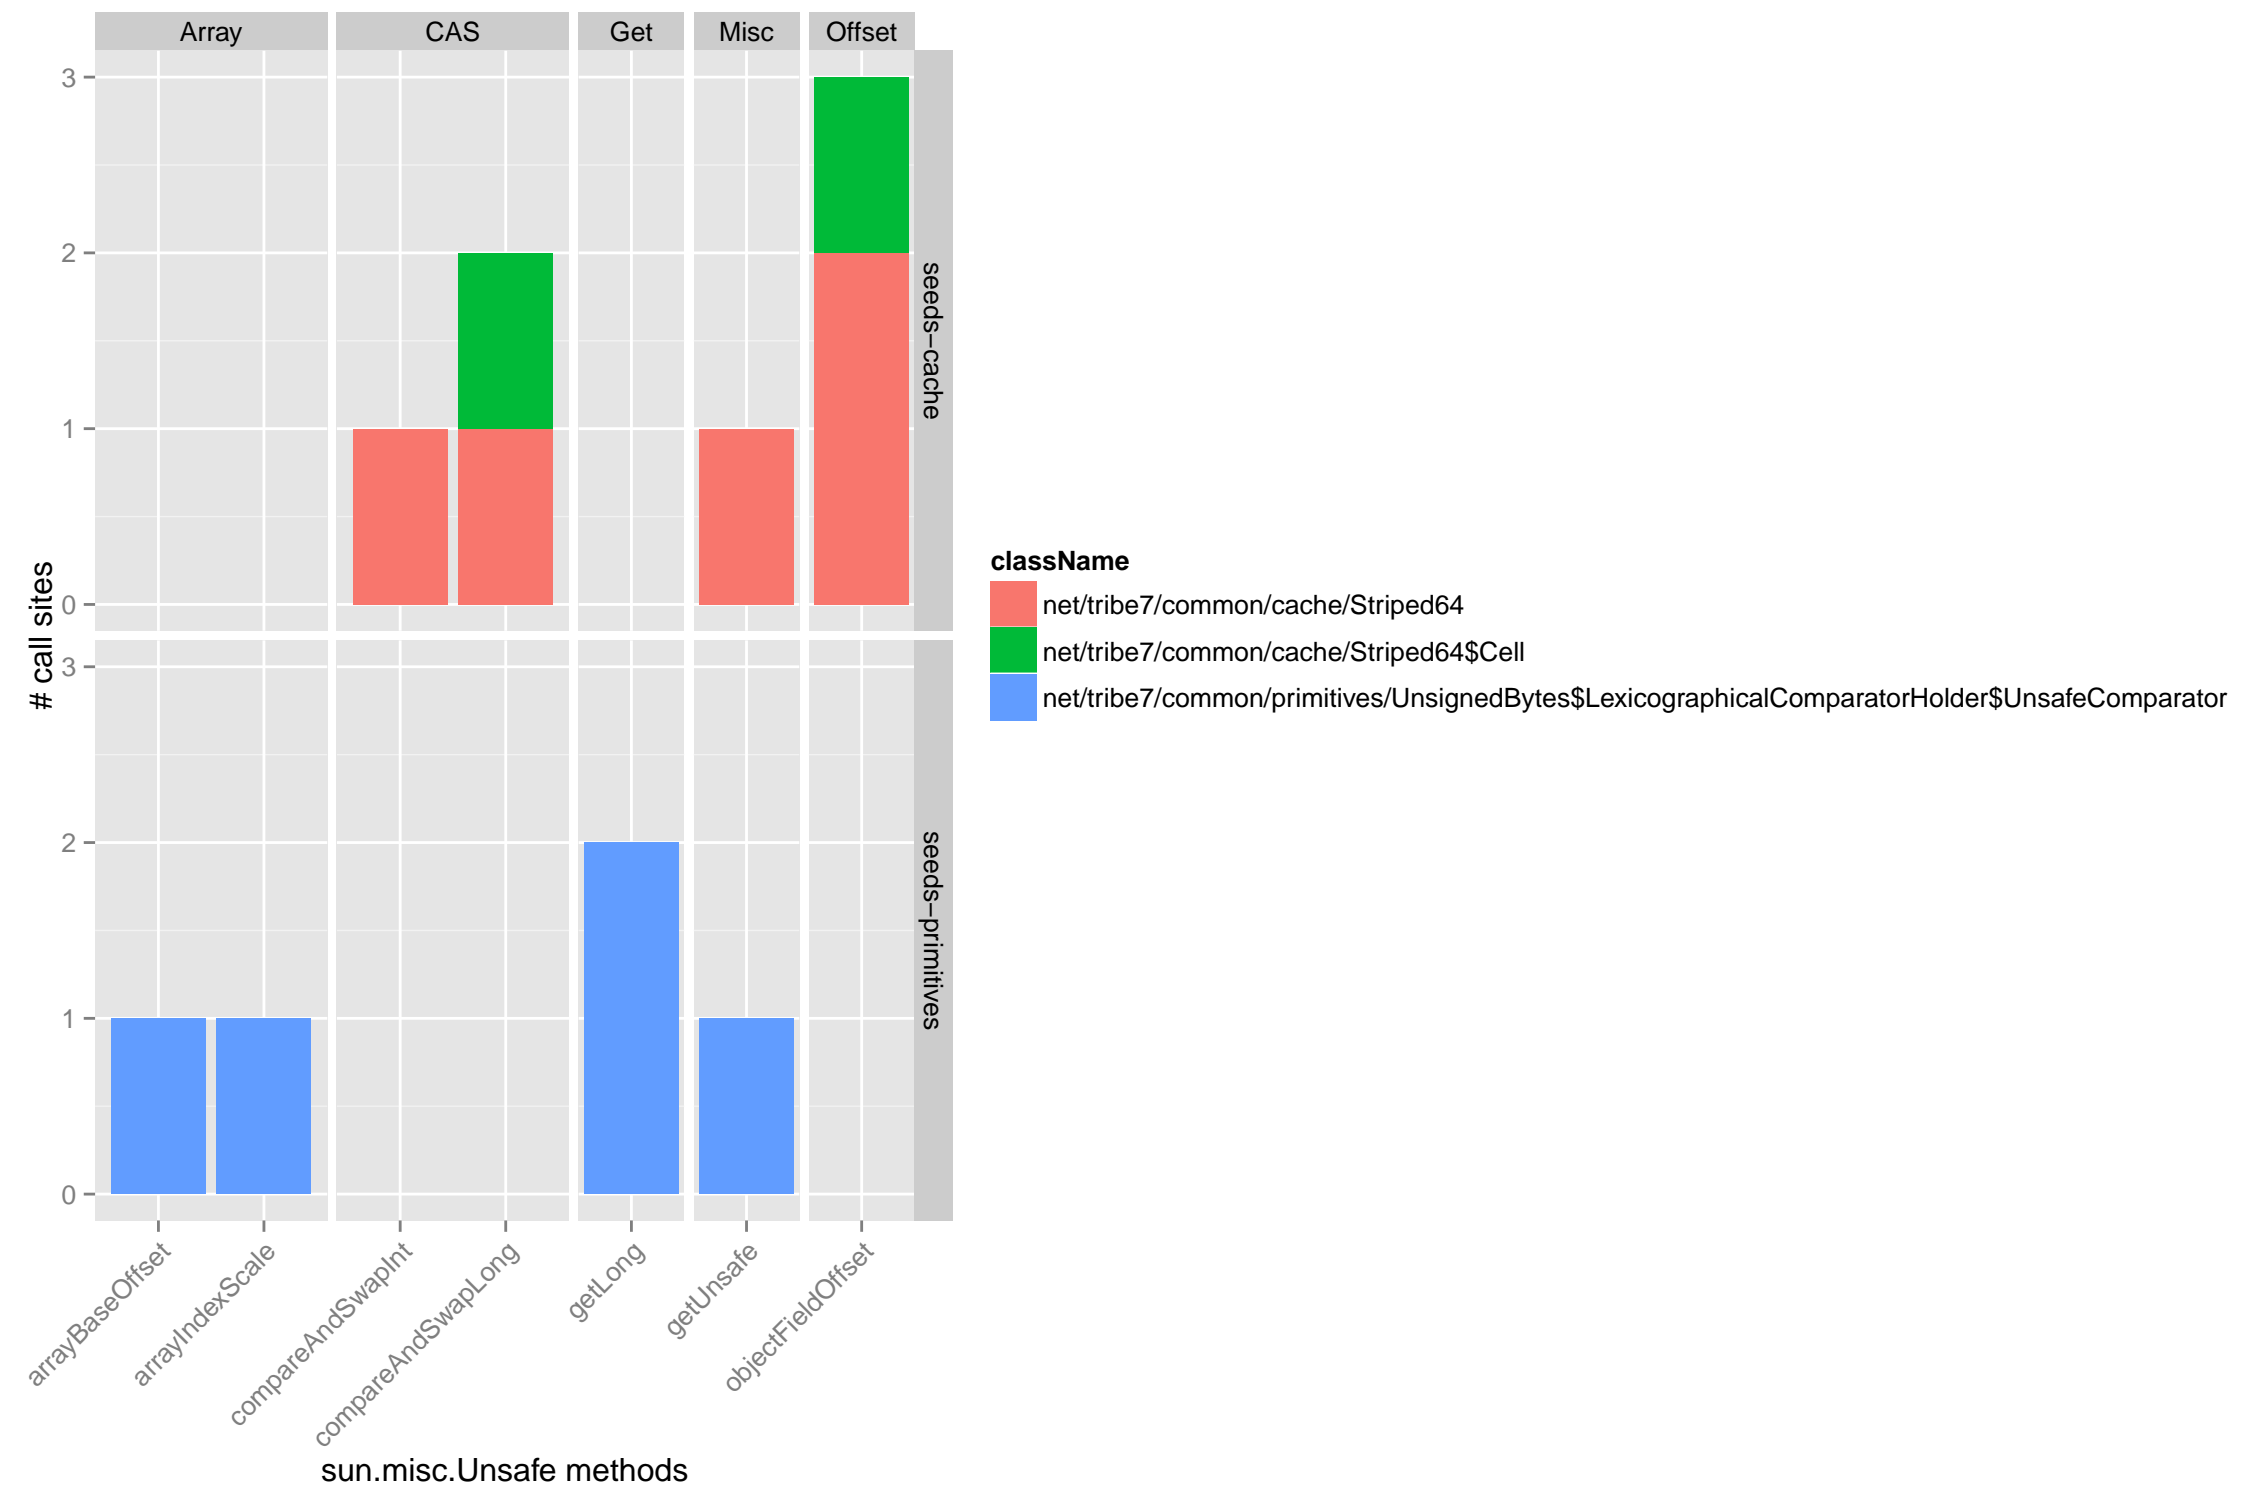 Array
CAS
Get
Misc
Offset
3
2
1
0
seeds−cache
3
2
1
0
seeds−primitives
# call sites
arrayBaseOffset
arrayIndexScale
compareAndSwapInt
compareAndSwapLong
getLong
getUnsafe
objectFieldOffset
sun.misc.Unsafe methods
className
net/tribe7/common/cache/Striped64
net/tribe7/common/cache/Striped64$Cell
net/tribe7/common/primitives/UnsignedBytes$LexicographicalComparatorHolder$UnsafeComparator